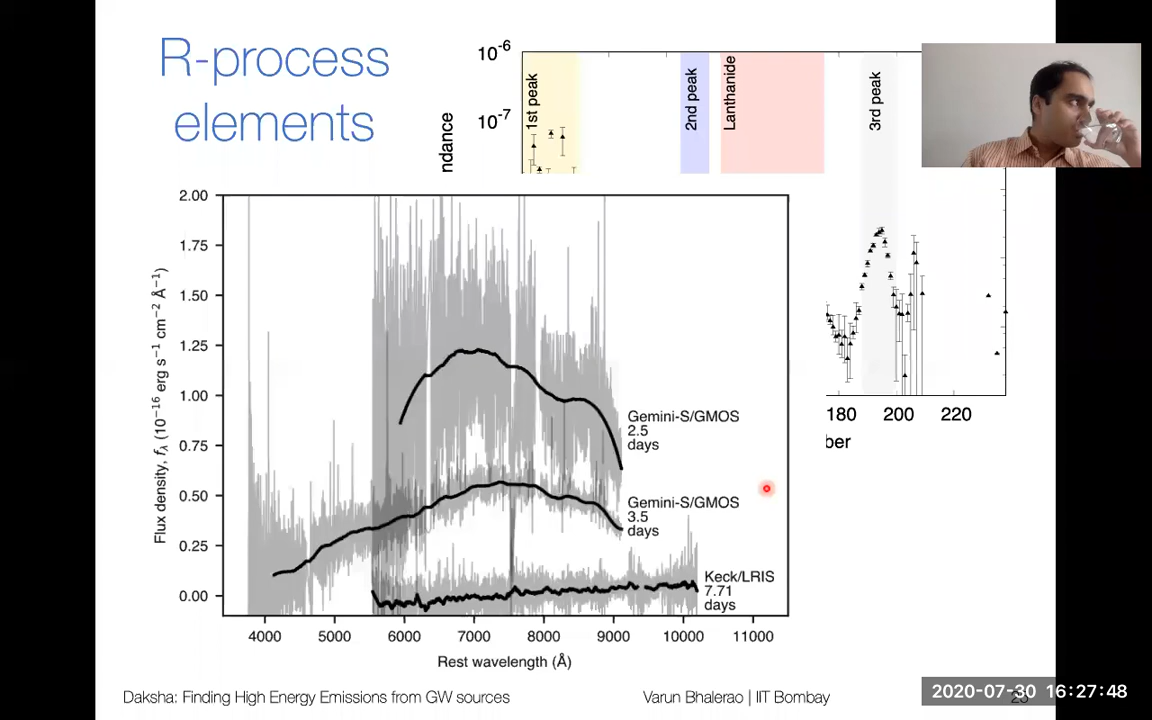 R-process
elements
10-6
10-7
ndance
1st peak
2nd peak
Lanthanide
3rd peak
180 200 220
ber
2.00
1.75
1.50
1.25
1.00
0.75
0.50
0.25
0.00
Flux density, fλ (10−16 erg s−1 cm−2 Å−1)
Gemini-S/GMOS
2.5
days
Gemini-S/GMOS
3.5
days
Keck/LRIS
7.71
days
4000 5000 6000 7000 8000 9000 10000 11000
Rest wavelength (Å)
Daksha: Finding High Energy Emissions from GW sources
Varun Bhalerao | IIT Bombay
2020-07-30 16:27:48